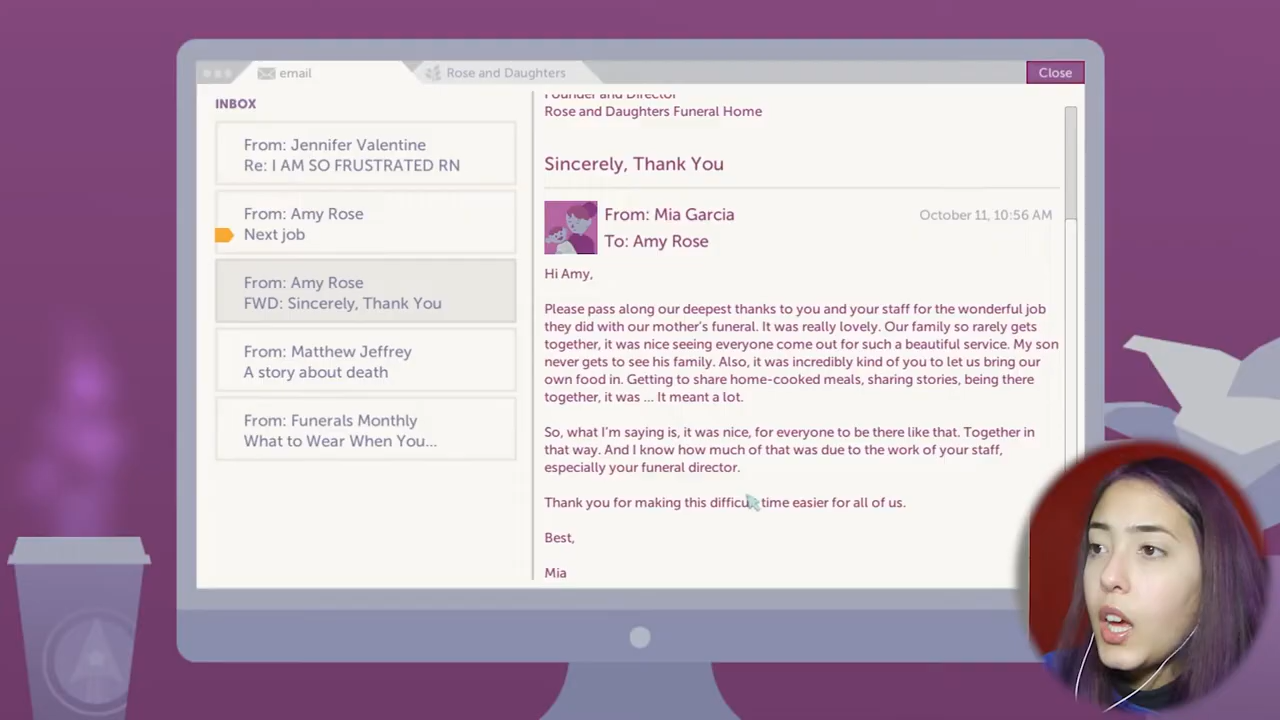 email
Rose and Daughters
Close
INBOX
From: Jennifer Valentine
Re: I AM SO FRUSTRATED RN
From: Amy Rose
Next job
From: Amy Rose
FWD: Sincerely, Thank You
From: Matthew Jeffrey
A story about death
From: Funerals Monthly
What to Wear When You...
Founder and Director
Rose and Daughters Funeral Home
Sincerely, Thank You
From: Mia Garcia
October 11, 10:56 AM
To: Amy Rose
Hi Amy,
Please pass along our deepest thanks to you and your staff for the wonderful job
they did with our mother's funeral. It was really lovely. Our family so rarely gets
together, it was nice seeing everyone come out for such a beautiful service. My son
never gets to see his family. Also, it was incredibly kind of you to let us bring our
own food in. Getting to share home-cooked meals, sharing stories, being there
together, it was ... It meant a lot.
So, what I'm saying is, it was nice, for everyone to be there like that. Together in
that way. And I know how much of that was due to the work of your staff,
especially your funeral director.
Thank you for making this difficult time easier for all of us.
Best,
Mia